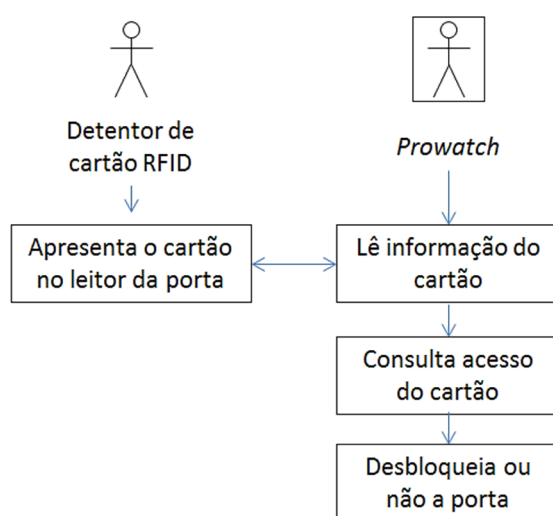 Detentor de
cartão RFID
Prowatch
Apresenta o cartão
no leitor da porta
Lê informação do
cartão
Consulta acesso
do cartão
Desbloqueia ou
não a porta